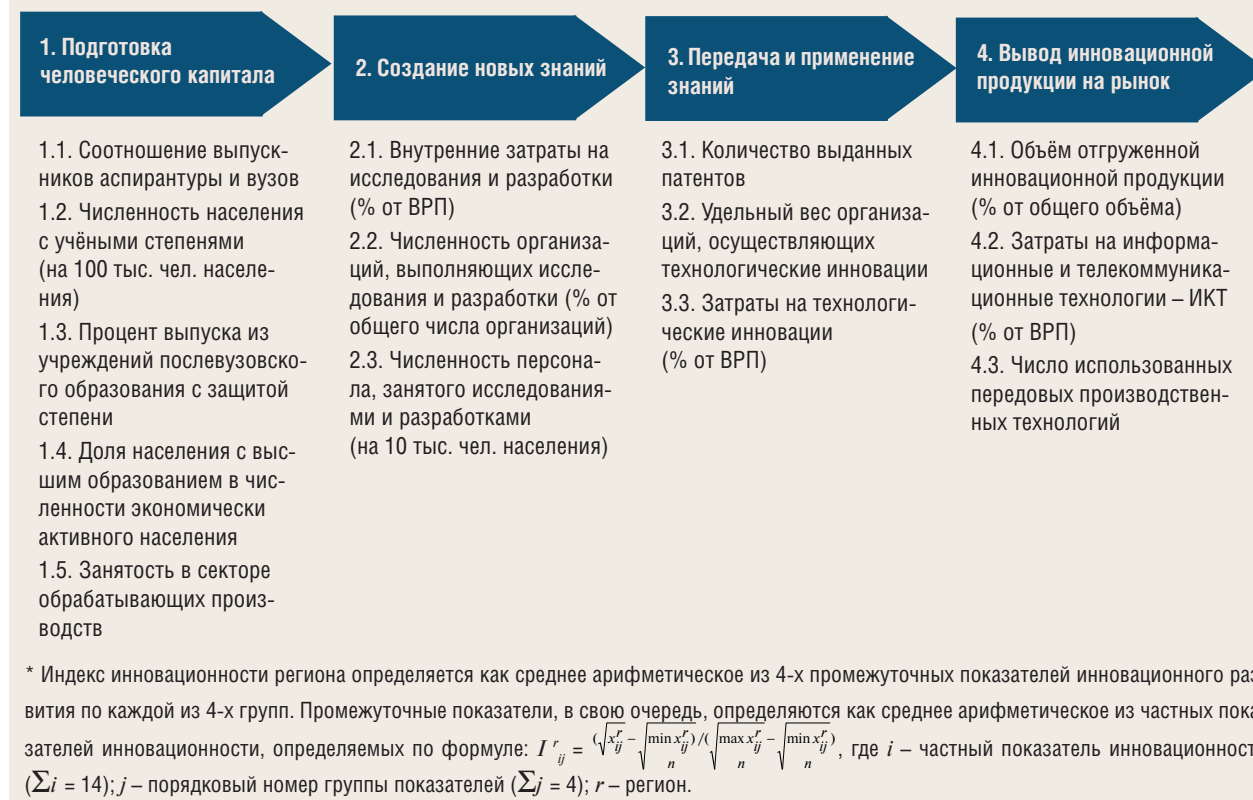 1. Подготовка
человеческого капитала
2. Создание новых знаний
3. Передача и применение
знаний
4. Вывод инновационной
продукции на рынок
1.1. Соотношение выпуск-
ников аспирантуры и вузов
1.2. Численность населения
с учёными степенями
(на 100 тыс. чел. населе-
ния)
1.3. Процент выпуска из
учреждений послевузовско-
го образования с защитой
степени
1.4. Доля населения с выс-
шим образованием в чис-
ленности экономически
активного населения
1.5. Занятость в секторе
обрабатывающих произ-
водств
2.1. Внутренние затраты на
исследования и разработки
(% от ВРП)
2.2. Численность организа-
ций, выполняющих иссле-
дования и разработки (% от
общего числа организаций)
2.3. Численность персона-
ла, занятого исследования-
ми и разработками
(на 10 тыс. чел. населения)
3.1. Количество выданных
патентов
3.2. Удельный вес организа-
ций, осуществляющих
технологические инновации
3.3. Затраты на технологи-
ческие инновации
(% от ВРП)
4.1. Объём отгруженной
инновационной продукции
(% от общего объёма)
4.2. Затраты на информа-
ционные и телекоммуника-
ционные технологии – ИКТ
(% от ВРП)
4.3. Число использованных
передовых производствен-
ных технологий
* Индекс инновационности региона определяется как среднее арифметическое из 4-х промежуточных показателей инновационного раз
вития по каждой из 4-х групп. Промежуточные показатели, в свою очередь, определяются как среднее арифметическое из частных пока
зателей инновационности, определяемых по формуле: I^r_ij = (√x^r_ij – √min x^r_ij n) / (√max x^r_ij n – √min x^r_ij n), где i – частный показатель инновационност
(Σi = 14); j – порядковый номер группы показателей (Σj = 4); r – регион.